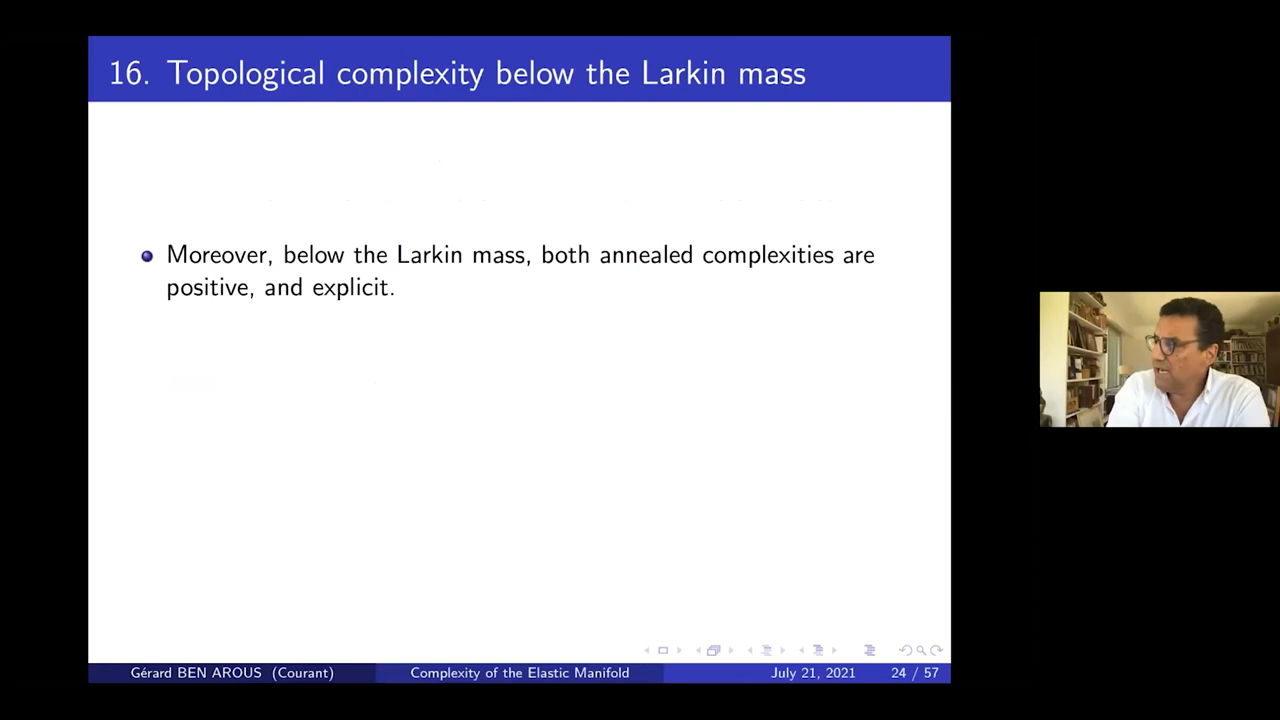 16. Topological complexity below the Larkin mass
Moreover, below the Larkin mass, both annealed complexities are
positive, and explicit.
Gérard BEN AROUS (Courant)
Complexity of the Elastic Manifold
July 21, 2021
24 / 57